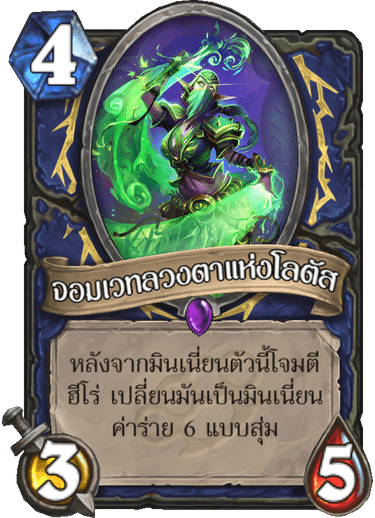 4
จอมเวทลวงตาแห่งโลตัส
หลังจากมินเนี่ยนตัวนี้โจมตี
ฮีโร่ เปลี่ยนมันเป็นมินเนี่ยน
ค่าร่าย 6 แบบสุ่ม
3
5